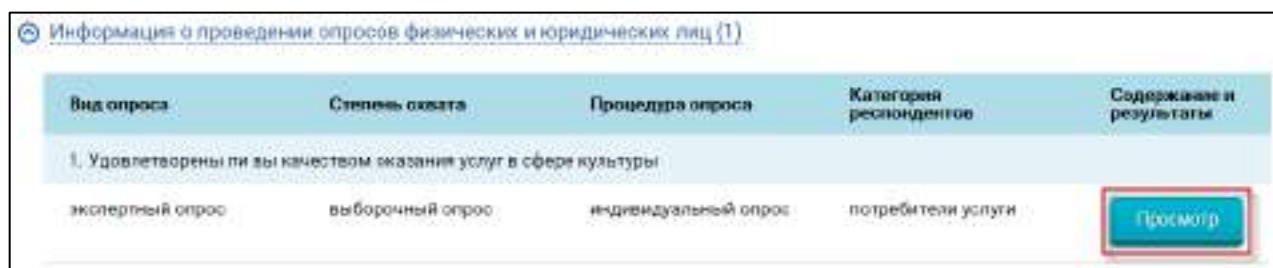 Информация о проведении опросов физических и юридических лиц (1)
Вид опроса Степень охвата Процедура опроса Категория респондентов Содержание и результаты
1. Удовлетворены ли вы качеством оказания услуг в сфере культуры
экспертный опрос выборочный опрос индивидуальный опрос потребители услуги Просмотр